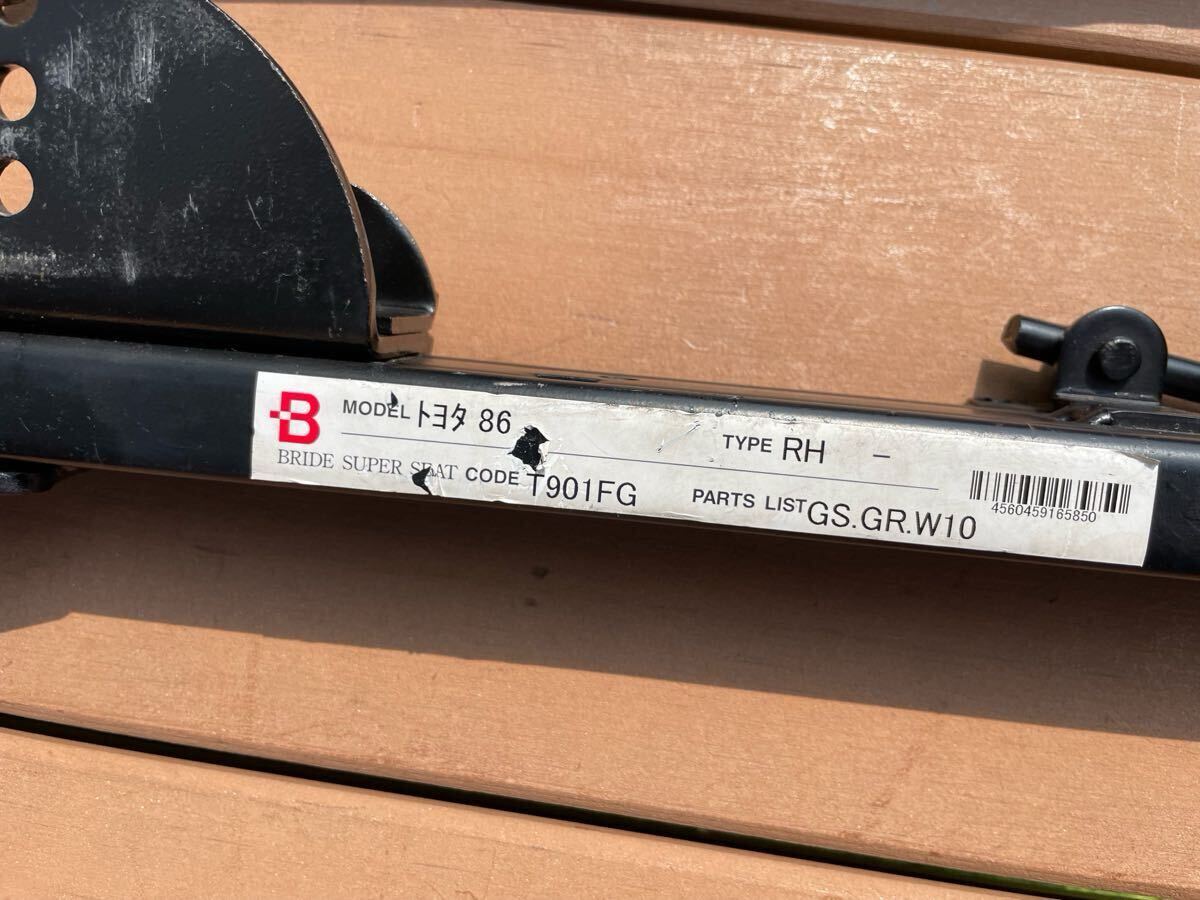 B MODEL トヨタ 86 TYPE RH -
BRIDE SUPER SEAT CODE T901FG PARTS LIST GS.GR.W10
4560459165850